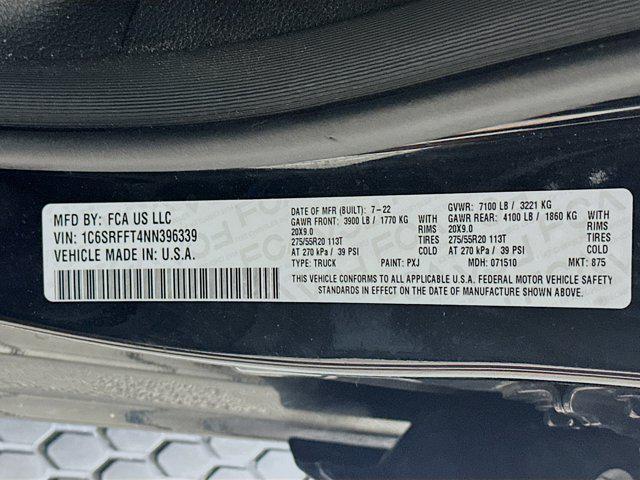 MFD BY: FCA US LLC
VIN: 1C6SRFFT4NN396339
VEHICLE MADE IN: U.S.A.
DATE OF MFR (BUILT): 7-22 GVWR: 7100 LB / 3221 KG
GAWR FRONT: 3900 LB / 1770 KG WITH GAWR REAR: 4100 LB / 1860 KG WITH
20X9.0 RIMS 20X9.0 RIMS
275/55R20 113T TIRES 275/55R20 113T TIRES
AT 270 kPa / 39 PSI COLD AT 270 kPa / 39 PSI COLD
TYPE: TRUCK PAINT: PXJ MDH: 071510 MKT: 875
THIS VEHICLE CONFORMS TO ALL APPLICABLE U.S.A. FEDERAL MOTOR VEHICLE SAFETY
STANDARDS IN EFFECT ON THE DATE OF MANUFACTURE SHOWN ABOVE.